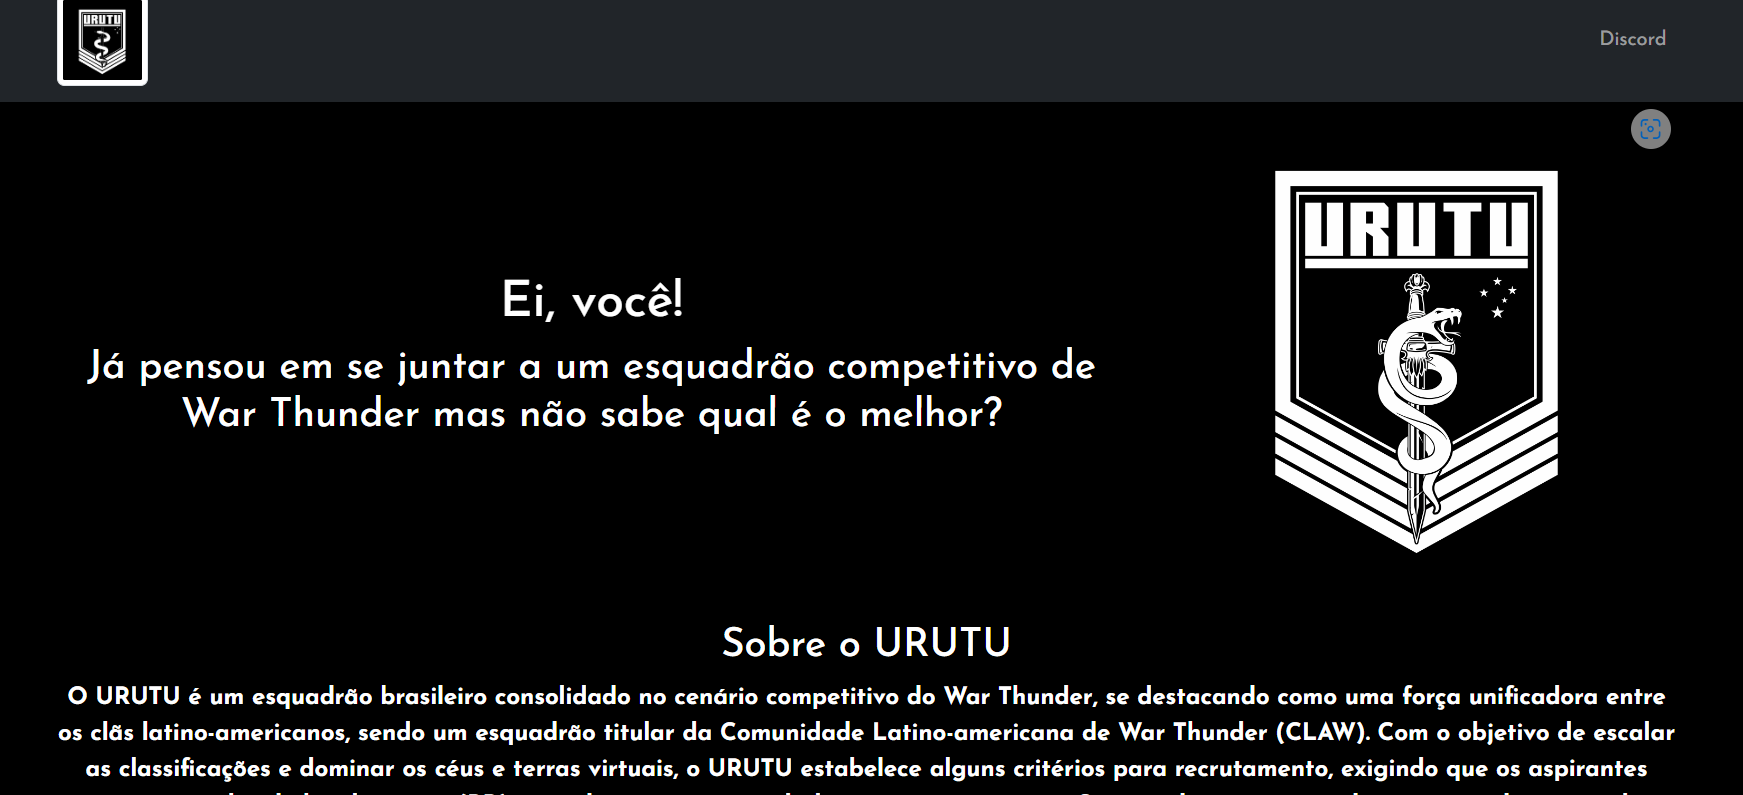 URUTU
Discord
URUTU
Ei, você!
Já pensou em se juntar a um esquadrão competitivo de
War Thunder mas não sabe qual é o melhor?
Sobre o URUTU
O URUTU é um esquadrão brasileiro consolidado no cenário competitivo do War Thunder, se destacando como uma força unificadora entre
os clãs latino-americanos, sendo um esquadrão titular da Comunidade Latino-americana de War Thunder (CLAW). Com o objetivo de escalar
as classificações e dominar os céus e terras virtuais, o URUTU estabelece alguns critérios para recrutamento, exigindo que os aspirantes